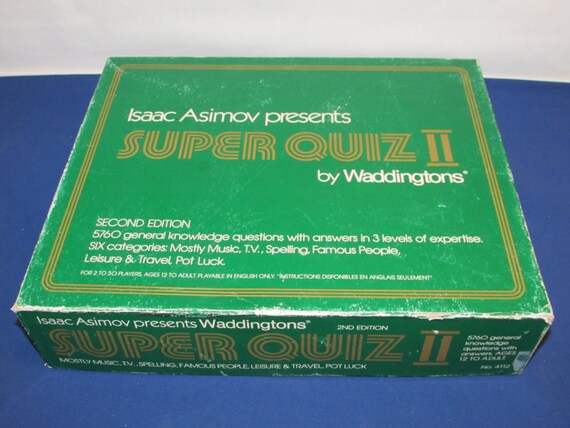 Isaac Asimov presents
SUPER QUIZ II
by Waddingtons®
SECOND EDITION
5760 general knowledge questions with answers in 3 levels of expertise.
SIX categories: Mostly Music, T.V., Spelling, Famous People,
Leisure & Travel, Pot Luck.
FOR 2 TO 30 PLAYERS, AGES 12 TO ADULT PLAYABLE IN ENGLISH ONLY. "INSTRUCTIONS DISPONIBLES EN ANGLAIS SEULEMENT"
Isaac Asimov presents Waddingtons®
2ND EDITION
SUPER QUIZ II
MOSTLY MUSIC, T.V., SPELLING, FAMOUS PEOPLE, LEISURE & TRAVEL, POT LUCK
5760 general
knowledge
questions with
answers, AGES
12 TO ADULT.
No. 4112